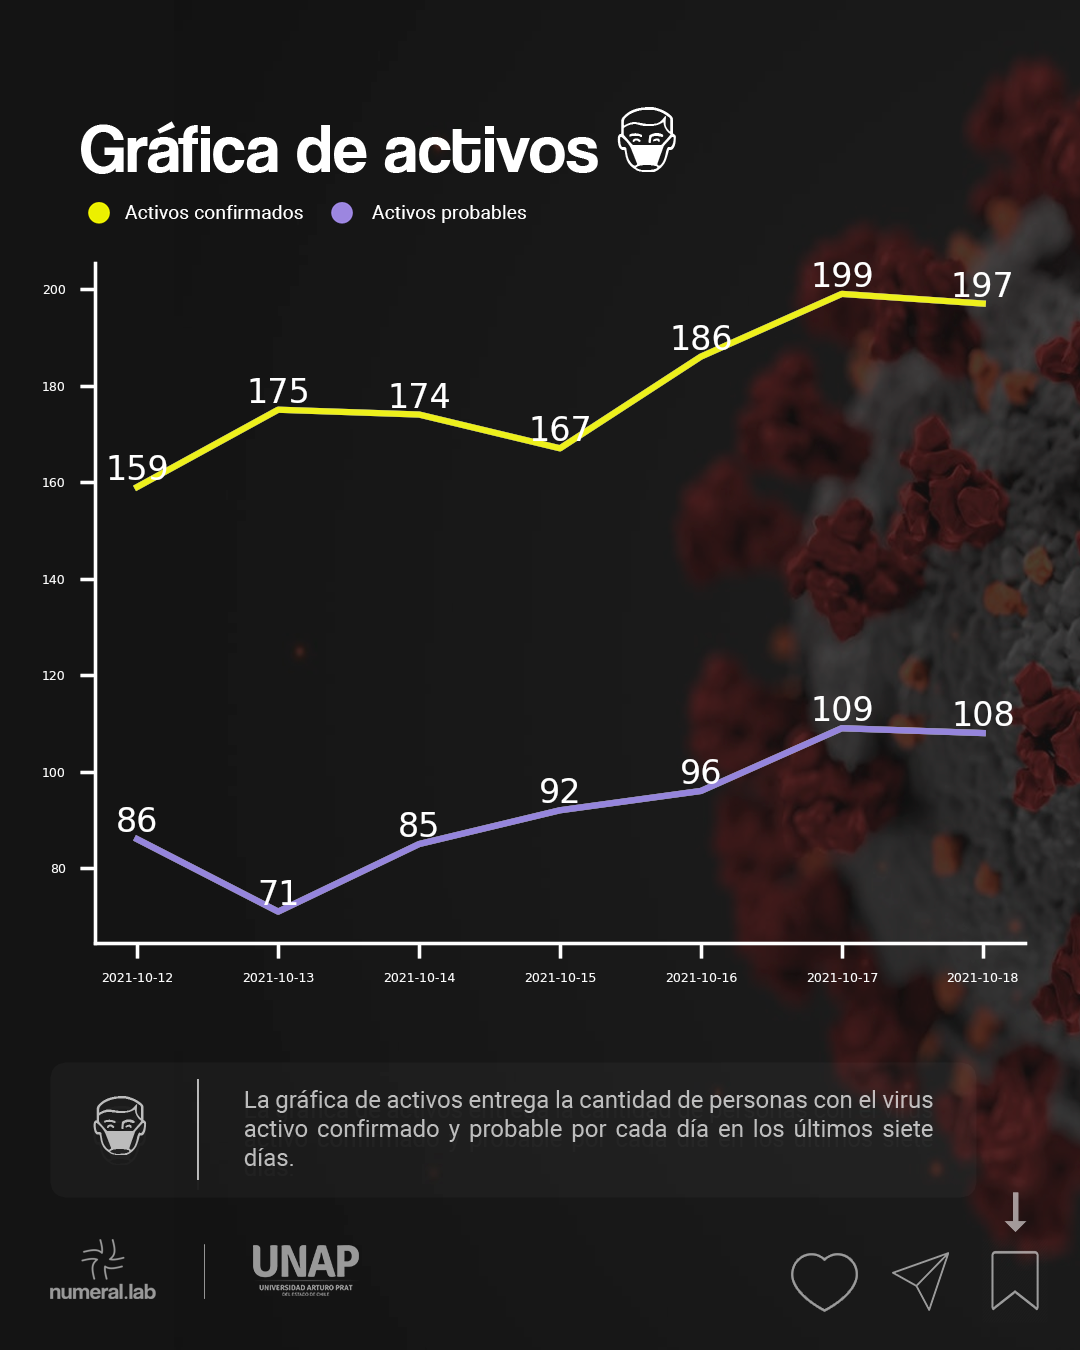 Gráfica de activos
Activos confirmados Activos probables
200
180
160
140
120
100
80
159
175
174
167
186
199
197
86
71
85
92
96
109
108
2021-10-12 2021-10-13 2021-10-14 2021-10-15 2021-10-16 2021-10-17 2021-10-18
La gráfica de activos entrega la cantidad de personas con el virus
activo confirmado y probable por cada día en los últimos siete
días.
numeral.lab
UNAP
UNIVERSIDAD ARTURO PRAT
DEL ESTADO DE CHILE